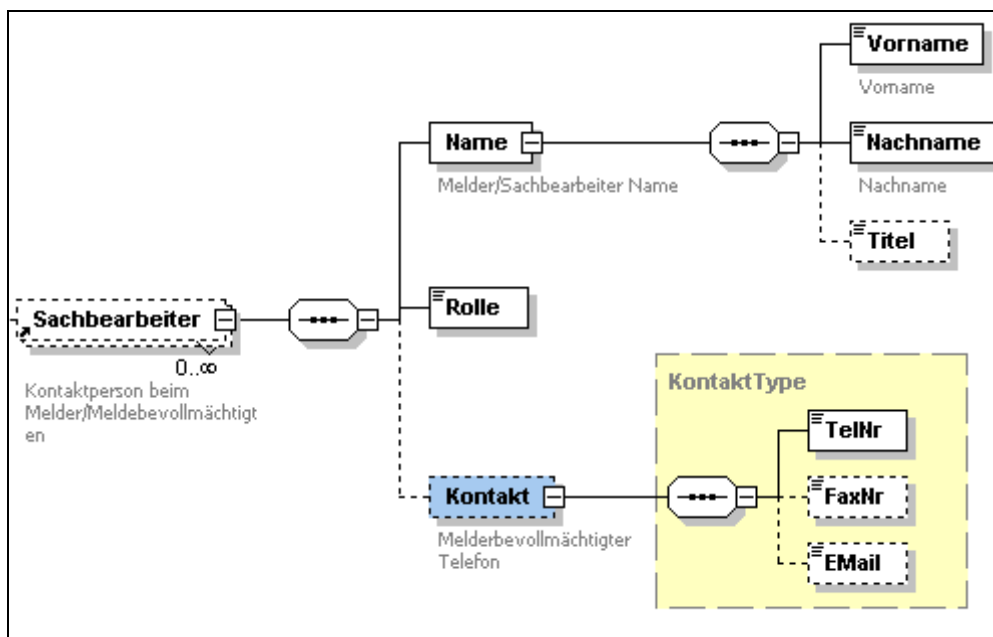 Vorname
Vorname
Name
Nachname
Melder/Sachbearbeiter Name
Nachname
Titel
Rolle
Sachbearbeiter
0..∞
Kontaktperson beim
Melder/Meldebevollmächtigt
en
KontaktType
TelNr
Kontakt
FaxNr
Melderbevollmächtigter
Telefon
EMail